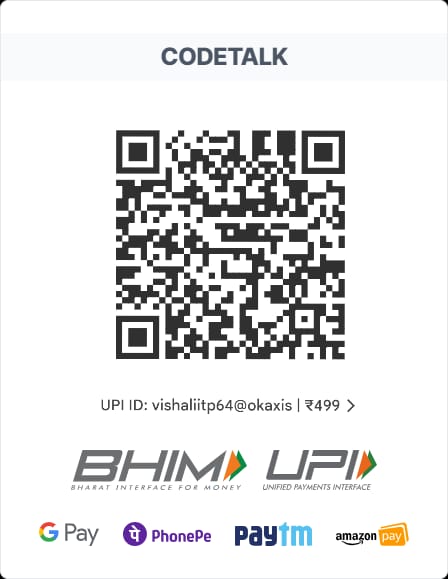 CODETALK
UPI ID: vishaliitp64@okaxis | ₹499 >
BHIM UPI
BHARAT INTERFACE FOR MONEY UNIFIED PAYMENTS INTERFACE
G Pay PhonePe paytm amazon pay